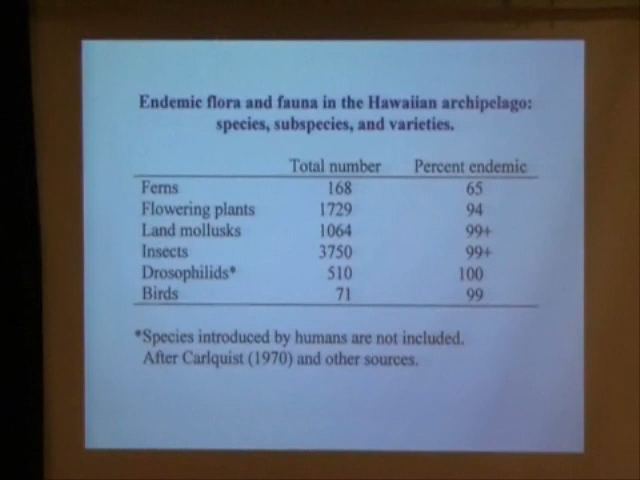 Endemic flora and fauna in the Hawaiian archipelago:
species, subspecies, and varieties.
Total number Percent endemic
Ferns 168 65
Flowering plants 1729 94
Land mollusks 1064 99+
Insects 3750 99+
Drosophilids* 510 100
Birds 71 99
*Species introduced by humans are not included.
After Carlquist (1970) and other sources.